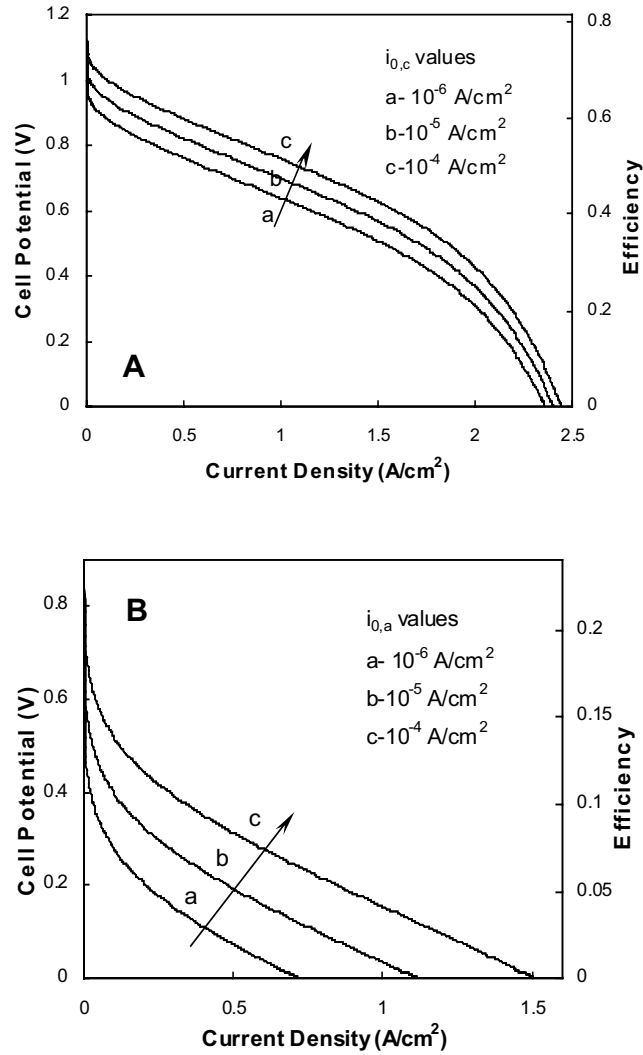 1.2
1
0.8
0.6
0.4
0.2
0
Cell Potential (V)
0.8
0.6
0.4
0.2
0
Efficiency
i0,c values
a- 10-6 A/cm2
b-10-5 A/cm2
c-10-4 A/cm2
c
b
a
A
0 0.5 1 1.5 2 2.5
Current Density (A/cm2)
0.8
0.6
0.4
0.2
0
Cell Potential (V)
0.2
0.15
0.1
0.05
0
Efficiency
B
i0,a values
a- 10-6 A/cm2
b-10-5 A/cm2
c-10-4 A/cm2
c
b
a
0 0.5 1 1.5
Current Density (A/cm2)